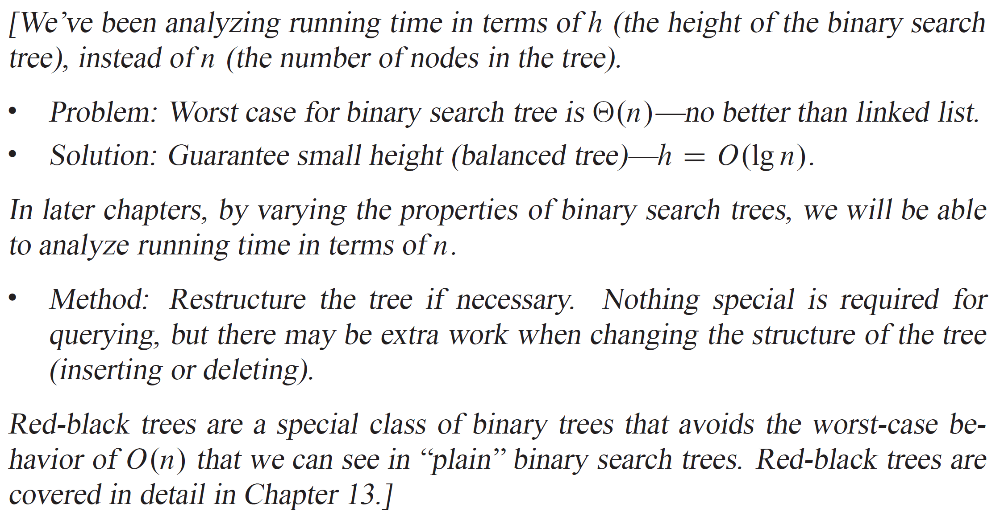 [We’ve been analyzing running time in terms of h (the height of the binary search
tree), instead of n (the number of nodes in the tree).
• Problem: Worst case for binary search tree is Θ(n)—no better than linked list.
• Solution: Guarantee small height (balanced tree)—h = O(lg n).
In later chapters, by varying the properties of binary search trees, we will be able
to analyze running time in terms of n.
• Method: Restructure the tree if necessary. Nothing special is required for
querying, but there may be extra work when changing the structure of the tree
(inserting or deleting).
Red-black trees are a special class of binary trees that avoids the worst-case be-
havior of O(n) that we can see in “plain” binary search trees. Red-black trees are
covered in detail in Chapter 13.]